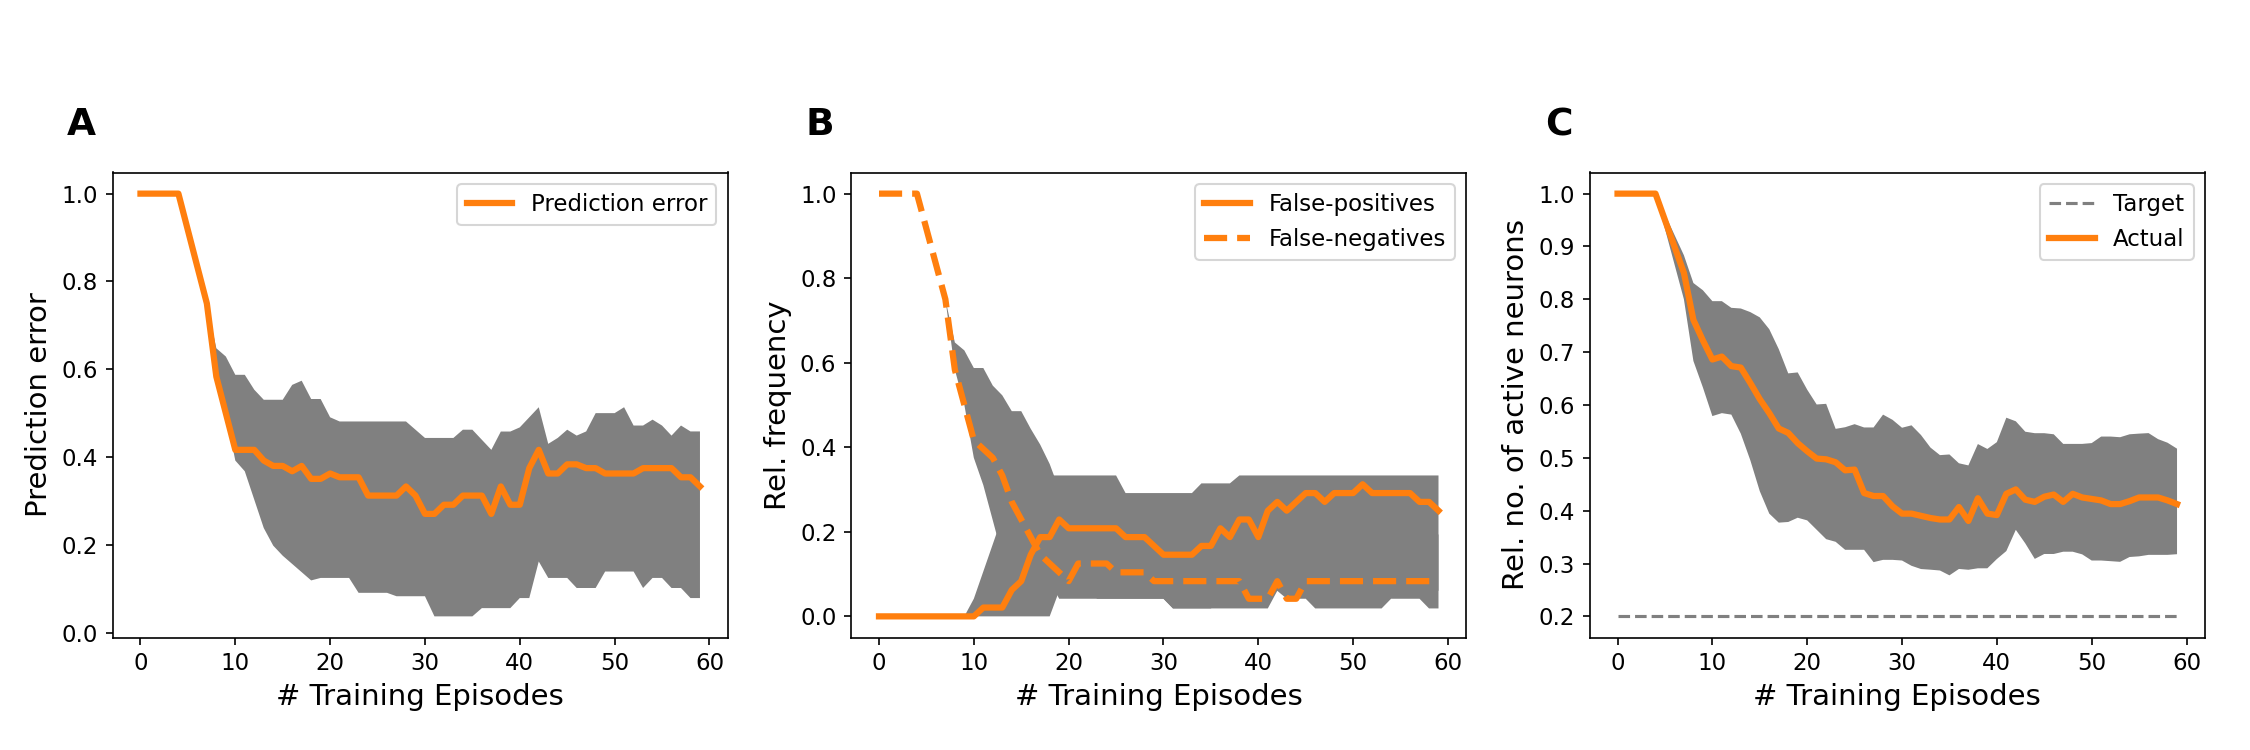 A
B
C
Prediction error
1.0
0.8
0.6
0.4
0.2
0.0
0 10 20 30 40 50 60
# Training Episodes
Prediction error
Rel. frequency
1.0
0.8
0.6
0.4
0.2
0.0
0 10 20 30 40 50 60
# Training Episodes
False-positives
False-negatives
Rel. no. of active neurons
1.0
0.9
0.8
0.7
0.6
0.5
0.4
0.3
0.2
0 10 20 30 40 50 60
# Training Episodes
Target
Actual